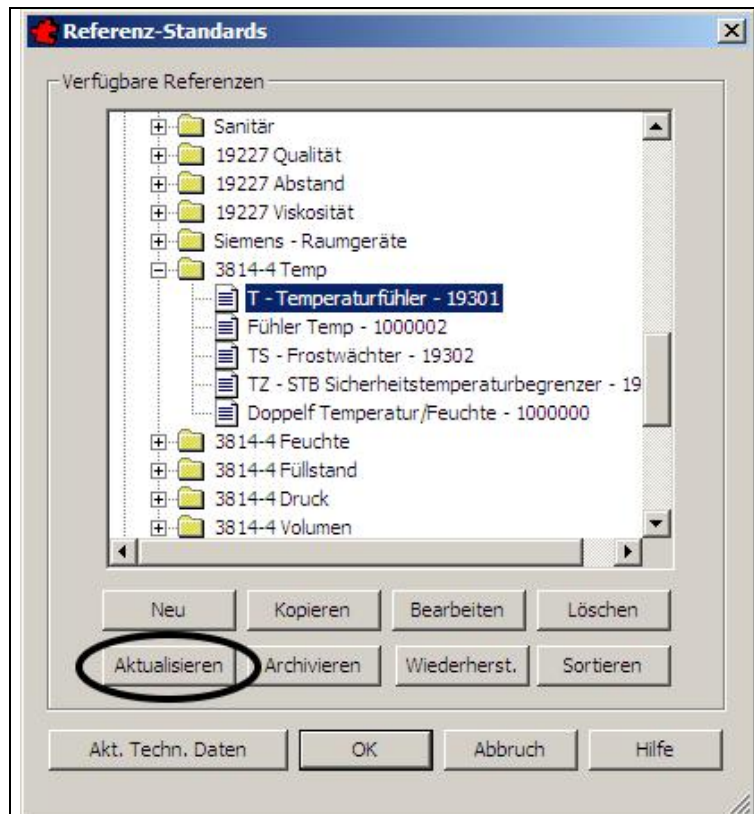 Referenz-Standards
Verfügbare Referenzen
Sanitär
19227 Qualität
19227 Abstand
19227 Viskosität
Siemens - Raumgeräte
3814-4 Temp
T - Temperaturfühler - 19301
Fühler Temp - 1000002
TS - Frostwächter - 19302
TZ - STB Sicherheitstemperaturbegrenzer - 19
Doppelf Temperatur/Feuchte - 1000000
3814-4 Feuchte
3814-4 Füllstand
3814-4 Druck
3814-4 Volumen
Neu Kopieren Bearbeiten Löschen
Aktualisieren Archivieren Wiederherst. Sortieren
Akt. Techn. Daten OK Abbruch Hilfe